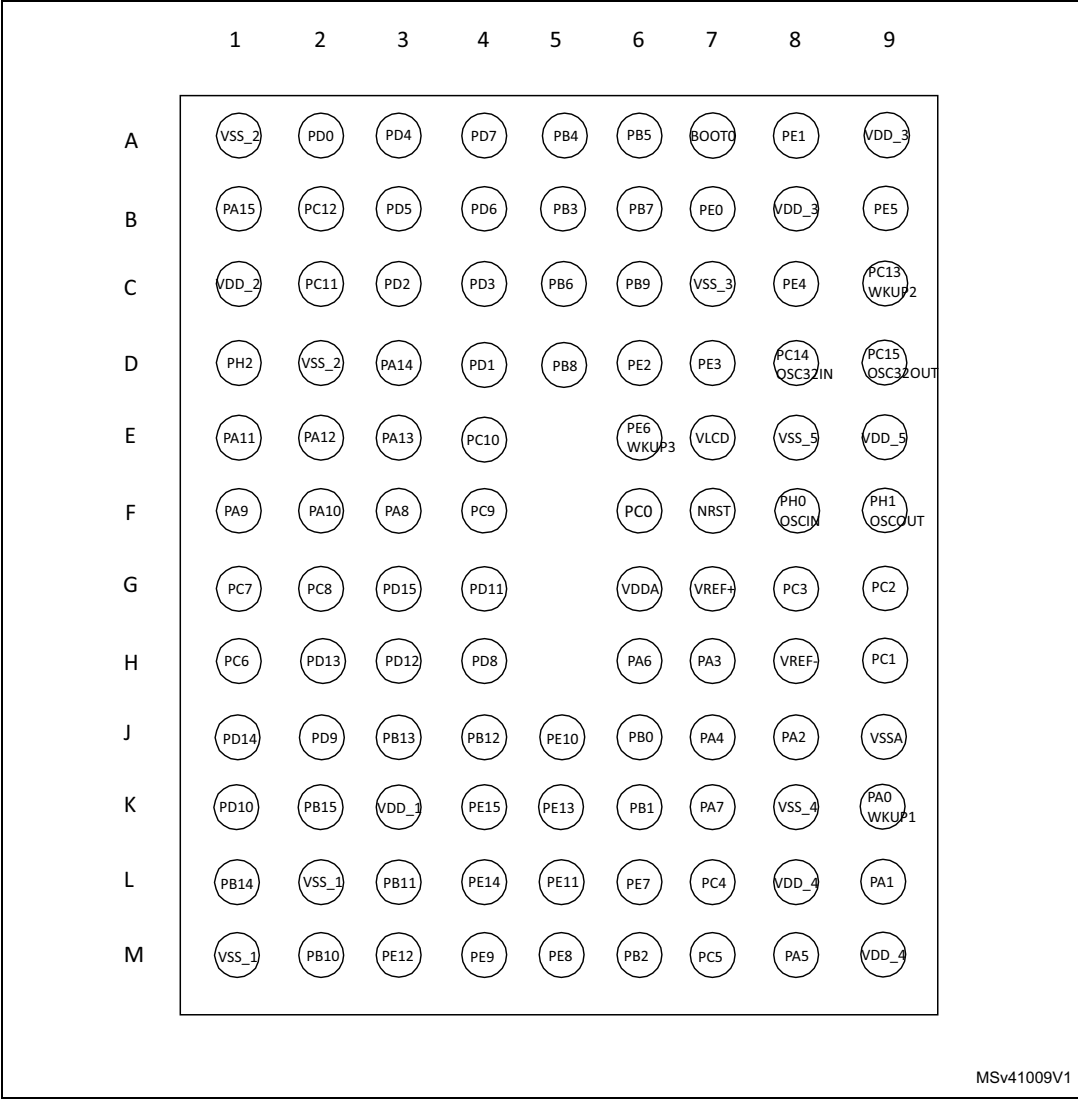 1 2 3 4 5 6 7 8 9
A VSS_2 PD0 PD4 PD7 PB4 PB5 BOOT0 PE1 VDD_3
B PA15 PC12 PD5 PD6 PB3 PB7 PE0 VDD_3 PE5
C VDD_2 PC11 PD2 PD3 PB6 PB9 VSS_3 PE4 PC13 WKUP2
D PH2 VSS_2 PA14 PD1 PB8 PE2 PE3 PC14 OSC32IN PC15 OSC32OUT
E PA11 PA12 PA13 PC10 PE6 WKUP3 VLCD VSS_5 VDD_5
F PA9 PA10 PA8 PC9 PC0 NRST PH0 OSCIN PH1 OSCOUT
G PC7 PC8 PD15 PD11 VDDA VREF+ PC3 PC2
H PC6 PD13 PD12 PD8 PA6 PA3 VREF- PC1
J PD14 PD9 PB13 PB12 PE10 PB0 PA4 PA2 VSSA
K PD10 PB15 VDD_1 PE15 PE13 PB1 PA7 VSS_4 PA0 WKUP1
L PB14 VSS_1 PB11 PE14 PE11 PE7 PC4 VDD_4 PA1
M VSS_1 PB10 PE12 PE9 PE8 PB2 PC5 PA5 VDD_4
MSv41009V1